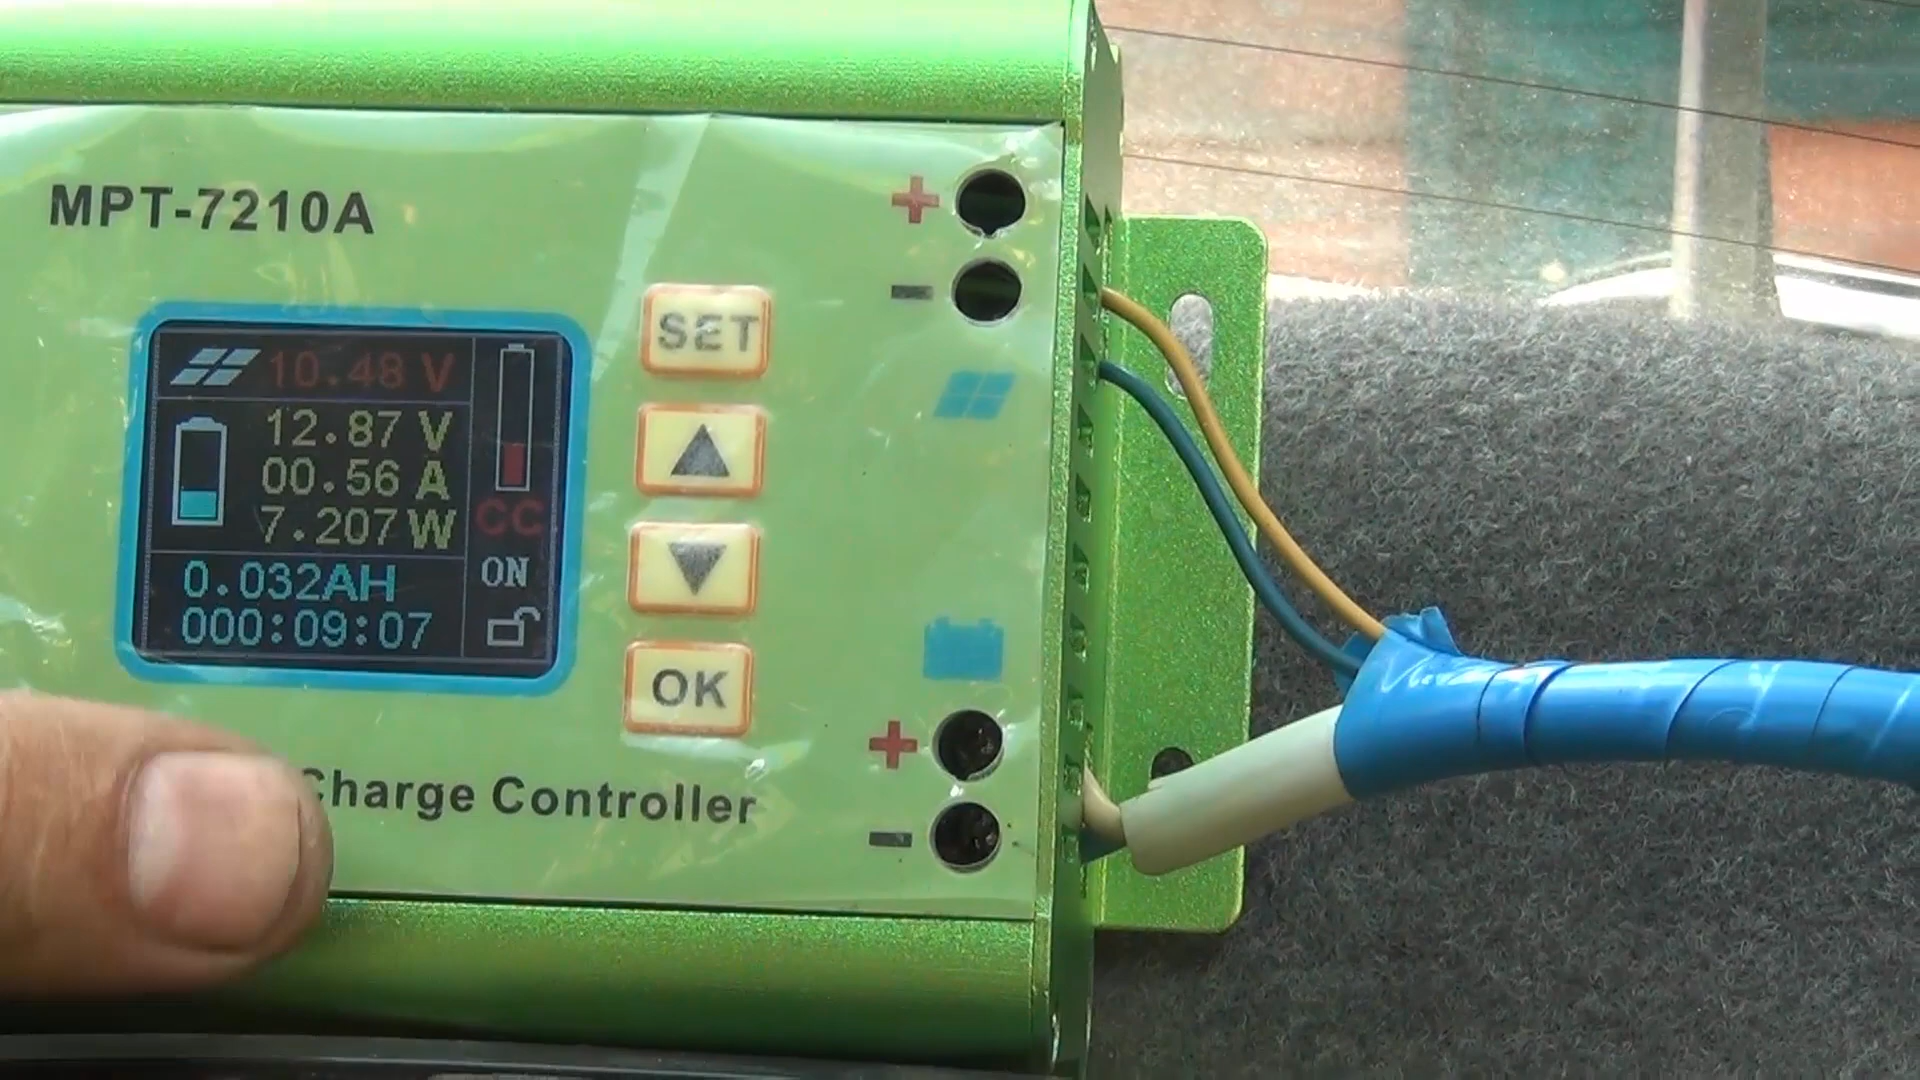 MPT-7210A
10.48 V
12.87 V
00.56 A
7.207 W
CC
ON
0.032AH
000:09:07
SET
OK
+
-
+
-
Charge Controller